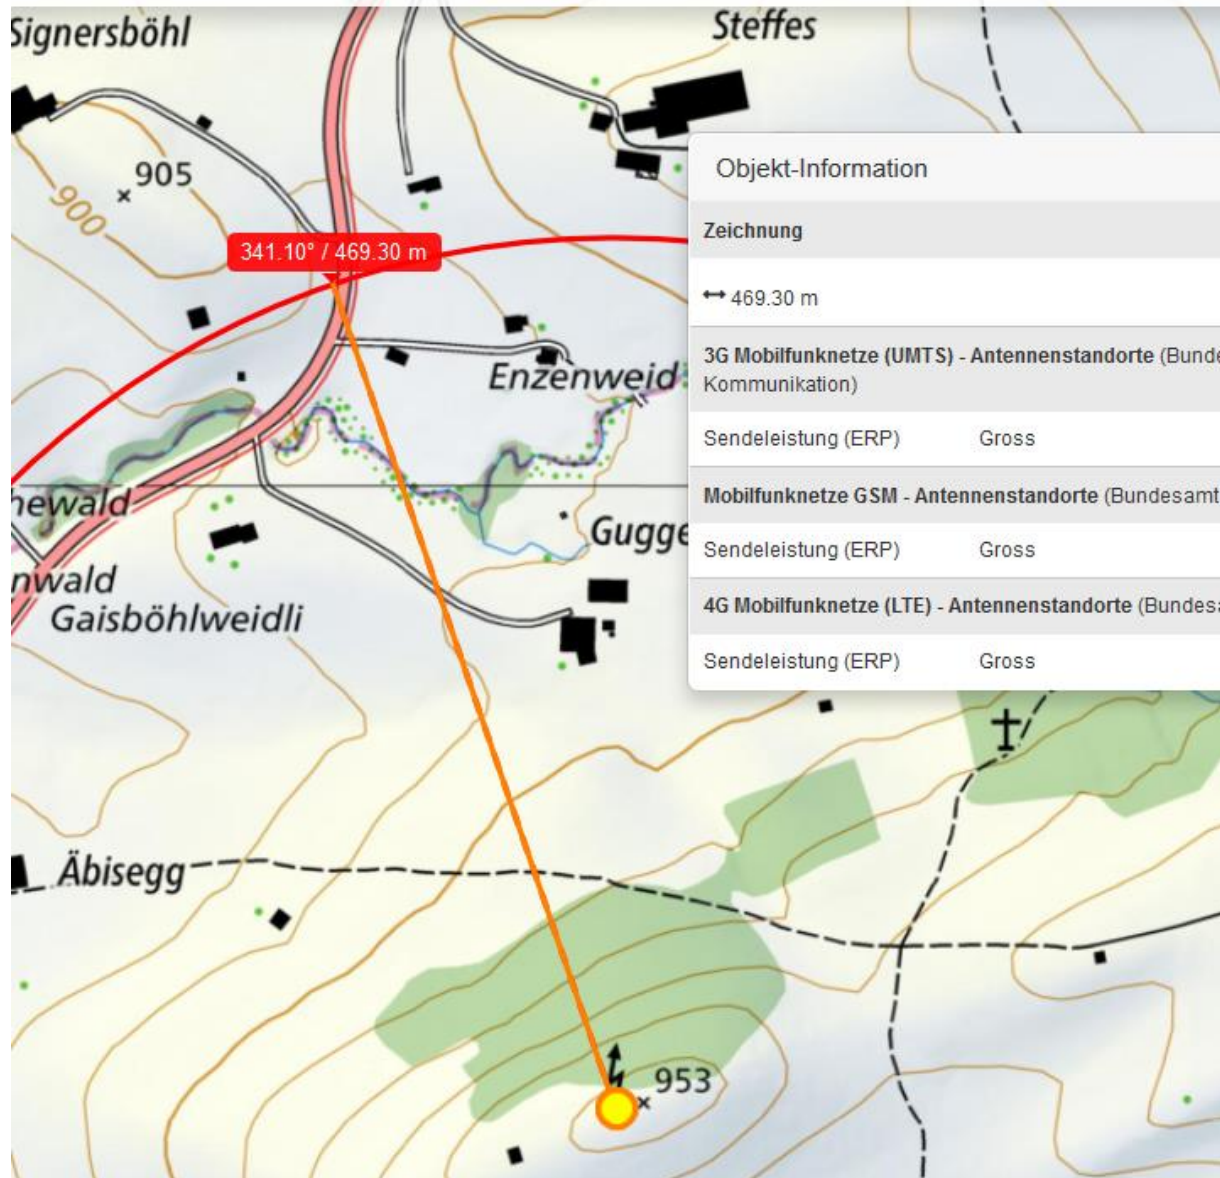 Signersböhl
Steffes
905
900
Objekt-Information
Zeichnung
341.10° / 469.30 m
469.30 m
3G Mobilfunknetze (UMTS) - Antennenstandorte (Bunde
Kommunikation)
Enzenweid
Sendeleistung (ERP) Gross
Mobilfunknetze GSM - Antennenstandorte (Bundesamt
hewald
Gugge
Sendeleistung (ERP) Gross
nwald
4G Mobilfunknetze (LTE) - Antennenstandorte (Bundesa
Gaisböhlweidli
Sendeleistung (ERP) Gross
Äbisegg
953